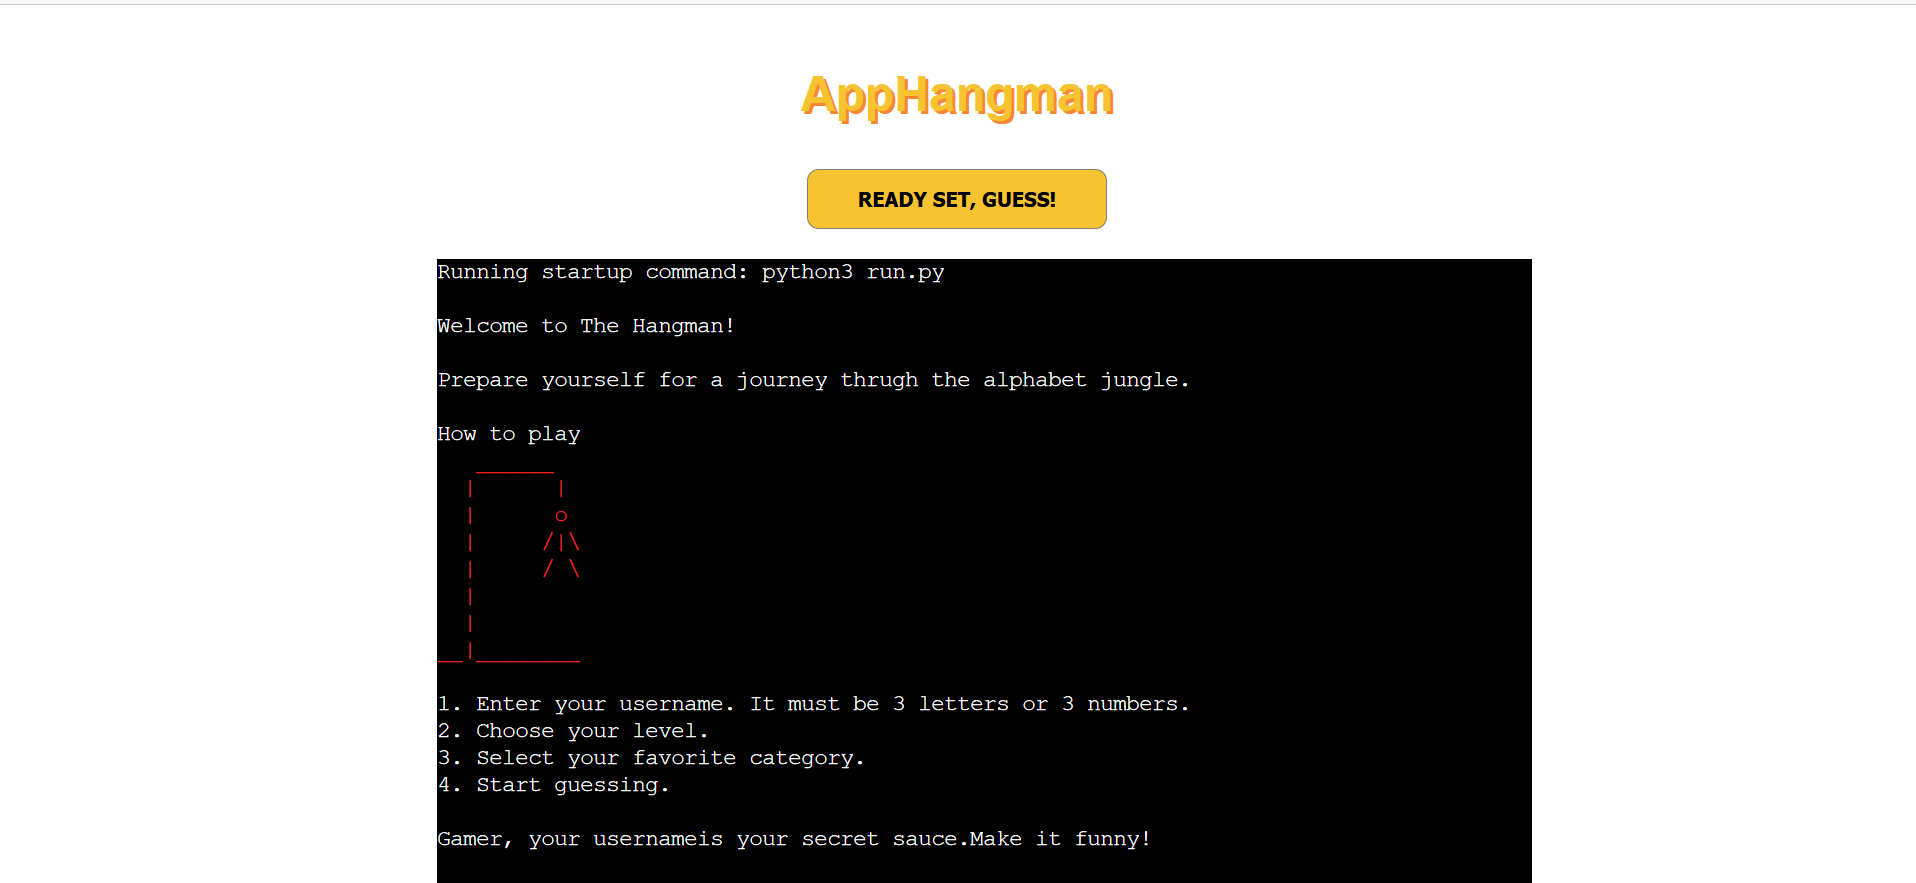 AppHangman
READY SET, GUESS!
Running startup command: python3 run.py
Welcome to The Hangman!
Prepare yourself for a journey thrugh the alphabet jungle.
How to play
1. Enter your username. It must be 3 letters or 3 numbers.
2. Choose your level.
3. Select your favorite category.
4. Start guessing.
Gamer, your usernameis your secret sauce.Make it funny!